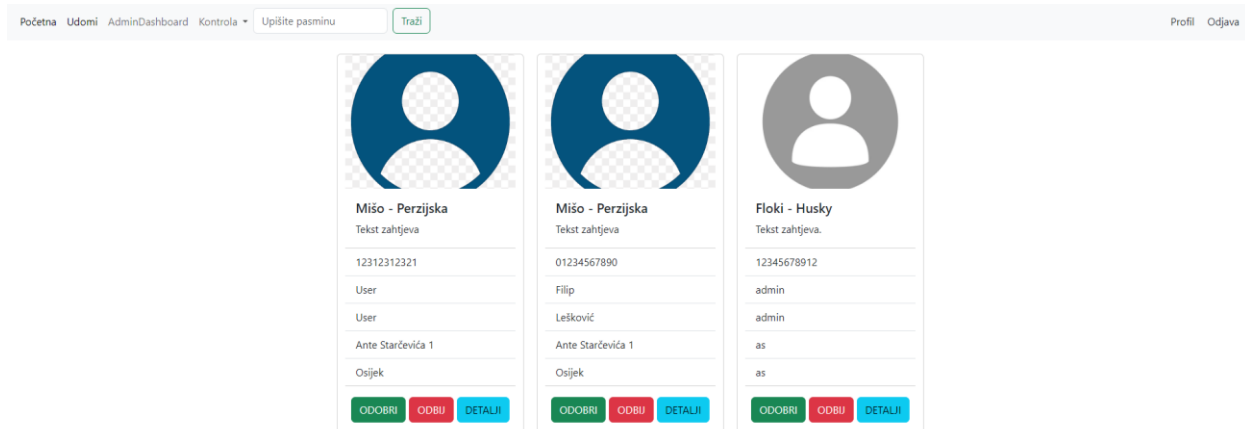 Početna Udomi AdminDashboard Kontrola Upišite pasminu Traži Profil Odjava
Mišo - Perzijska
Tekst zahtjeva
12312312321
User
User
Ante Starčevića 1
Osijek
ODOBRI ODBIJ DETALJI
Mišo - Perzijska
Tekst zahtjeva
01234567890
Filip
Lešković
Ante Starčevića 1
Osijek
ODOBRI ODBIJ DETALJI
Floki - Husky
Tekst zahtjeva.
12345678912
admin
admin
as
as
ODOBRI ODBIJ DETALJI